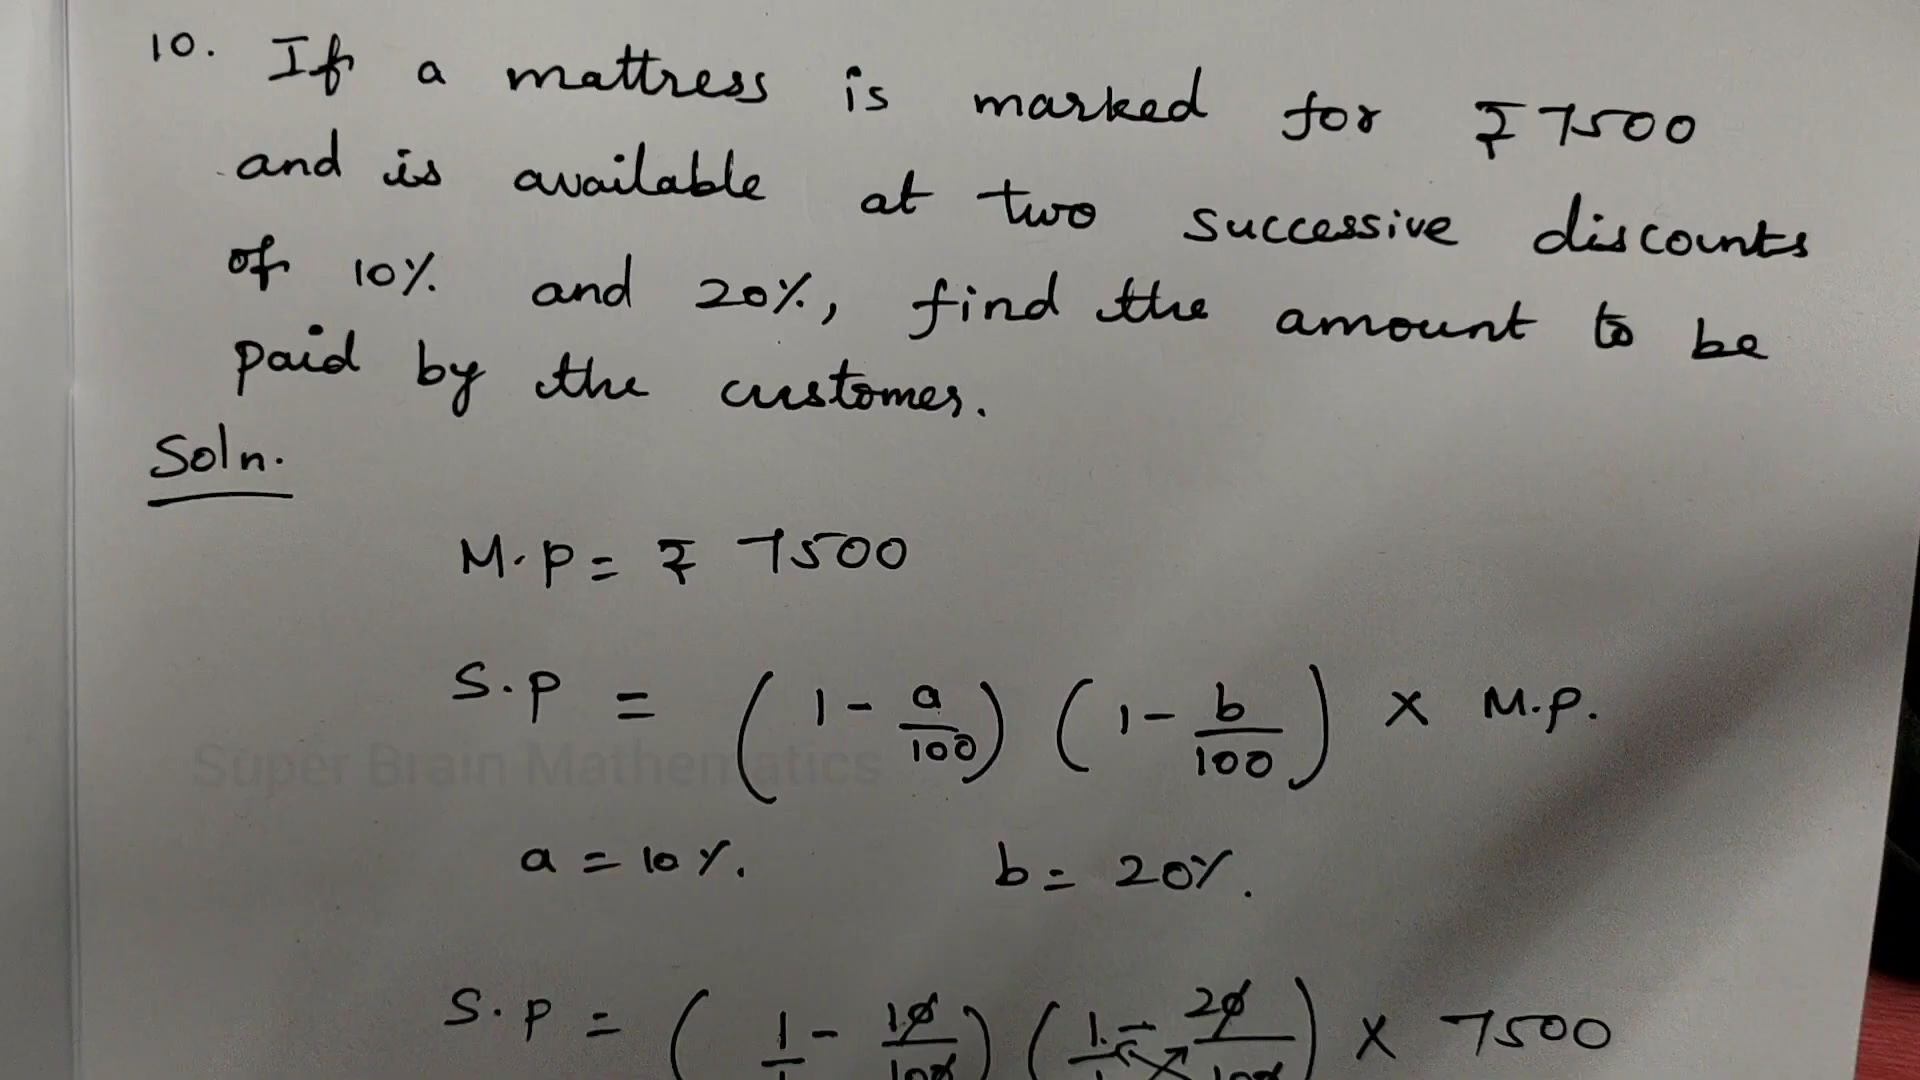 10. If a mattress is marked for ₹7500
and is available at two successive discounts
of 10% and 20%, find the amount to be
paid by the customer.
Soln.
M.P = ₹ 7500
S.P = (1 - a/100) (1 - b/100) × M.P.
Super Brain Mathematics
a = 10%. b = 20%.
S.P = (1/1 - 10/100) (1/1 - 20/100) × 7500